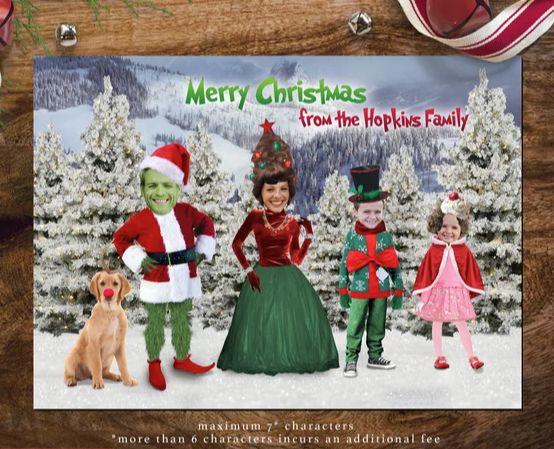 Merry Christmas
from the Hopkins Family
maximum 7* characters
*more than 6 characters incurs an additional fee